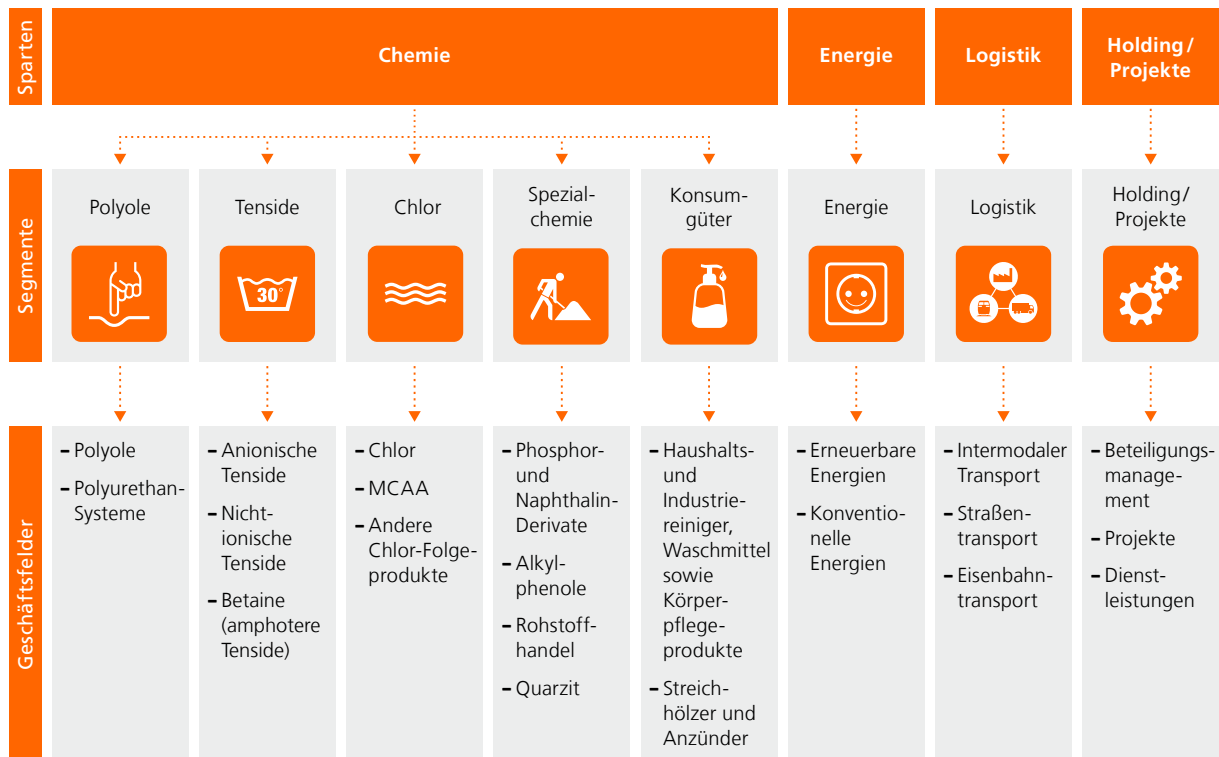 Sparten
Chemie
Energie
Logistik
Holding/
Projekte
Segmente
Polyole
Tenside
30°
Chlor
Spezial-
chemie
Konsum-
güter
Energie
Logistik
Holding/
Projekte
Geschäftsfelder
– Polyole
– Polyurethan-
Systeme
– Anionische
Tenside
– Nicht-
ionische
Tenside
– Betaine
(amphotere
Tenside)
– Chlor
– MCAA
– Andere
Chlor-Folge-
produkte
– Phosphor-
und
Naphthalin-
Derivate
– Alkyl-
phenole
– Rohstoff-
handel
– Quarzit
– Haushalts-
und
Industrie-
reiniger,
Waschmittel
sowie
Körper-
pflege-
produkte
– Streich-
hölzer und
Anzünder
– Erneuerbare
Energien
– Konventio-
nelle
Energien
– Intermodaler
Transport
– Straßen-
transport
– Eisenbahn-
transport
– Beteiligungs-
manage-
ment
– Projekte
– Dienst-
leistungen